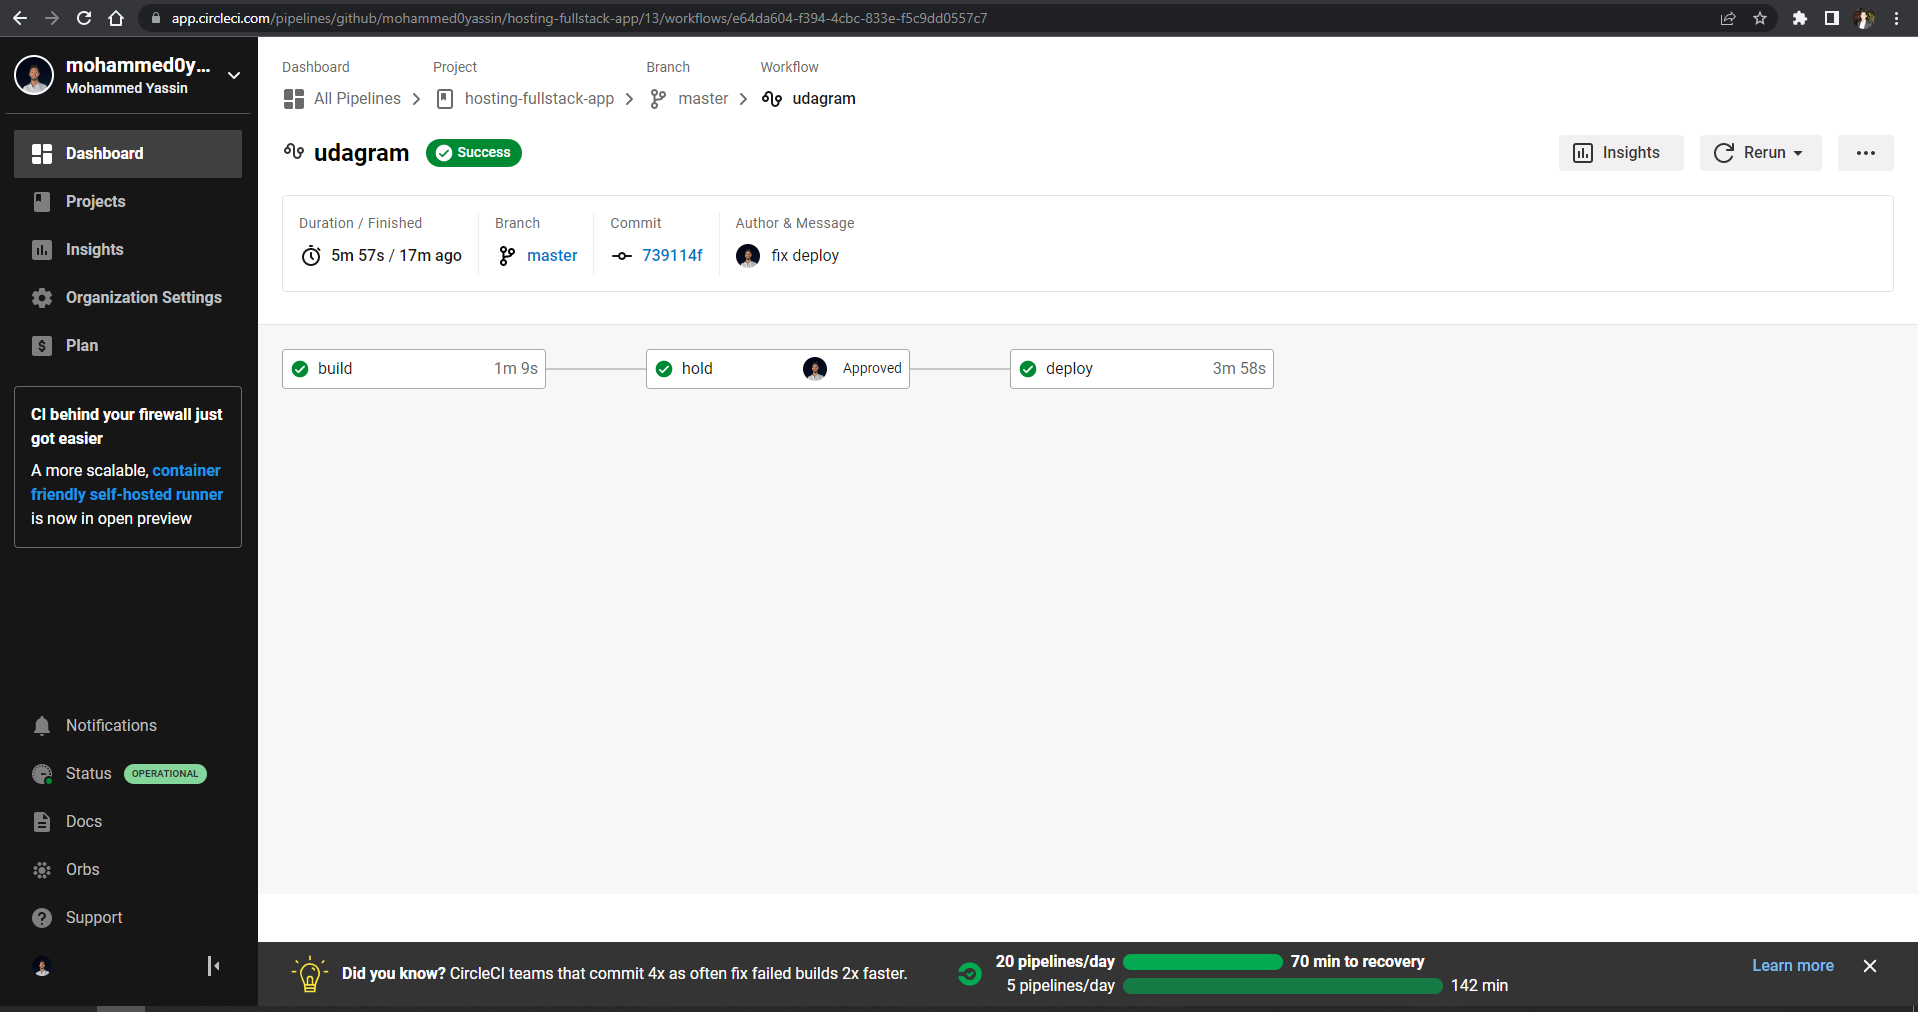 app.circleci.com/pipelines/github/mohammed0yassin/hosting-fullstack-app/13/workflows/e64da604-f394-4cbc-833e-f5c9dd0557c7
mohammed0y...
Mohammed Yassin
Dashboard
Projects
Insights
Organization Settings
Plan
CI behind your firewall just
got easier
A more scalable, container
friendly self-hosted runner
is now in open preview
Notifications
Status OPERATIONAL
Docs
Orbs
Support
Dashboard Project Branch Workflow
All Pipelines hosting-fullstack-app master udagram
udagram Success
Insights Rerun
Duration / Finished Branch Commit Author & Message
5m 57s / 17m ago master 739114f fix deploy
build 1m 9s hold Approved deploy 3m 58s
Did you know? CircleCI teams that commit 4x as often fix failed builds 2x faster.
20 pipelines/day 70 min to recovery
5 pipelines/day 142 min
Learn more